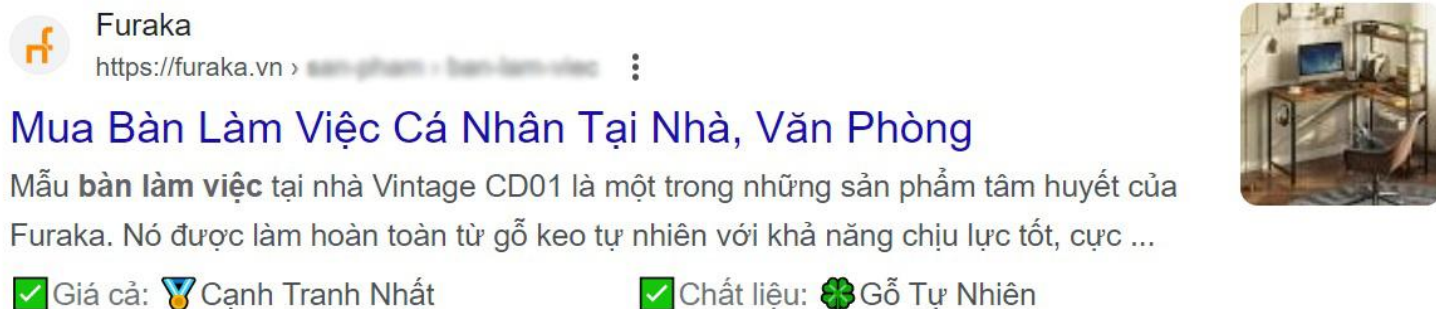 Furaka
https://furaka.vn ›
Mua Bàn Làm Việc Cá Nhân Tại Nhà, Văn Phòng
Mẫu bàn làm việc tại nhà Vintage CD01 là một trong những sản phẩm tâm huyết của
Furaka. Nó được làm hoàn toàn từ gỗ keo tự nhiên với khả năng chịu lực tốt, cực ...
✅Giá cả: 🏅Cạnh Tranh Nhất ✅Chất liệu: 🍀Gỗ Tự Nhiên